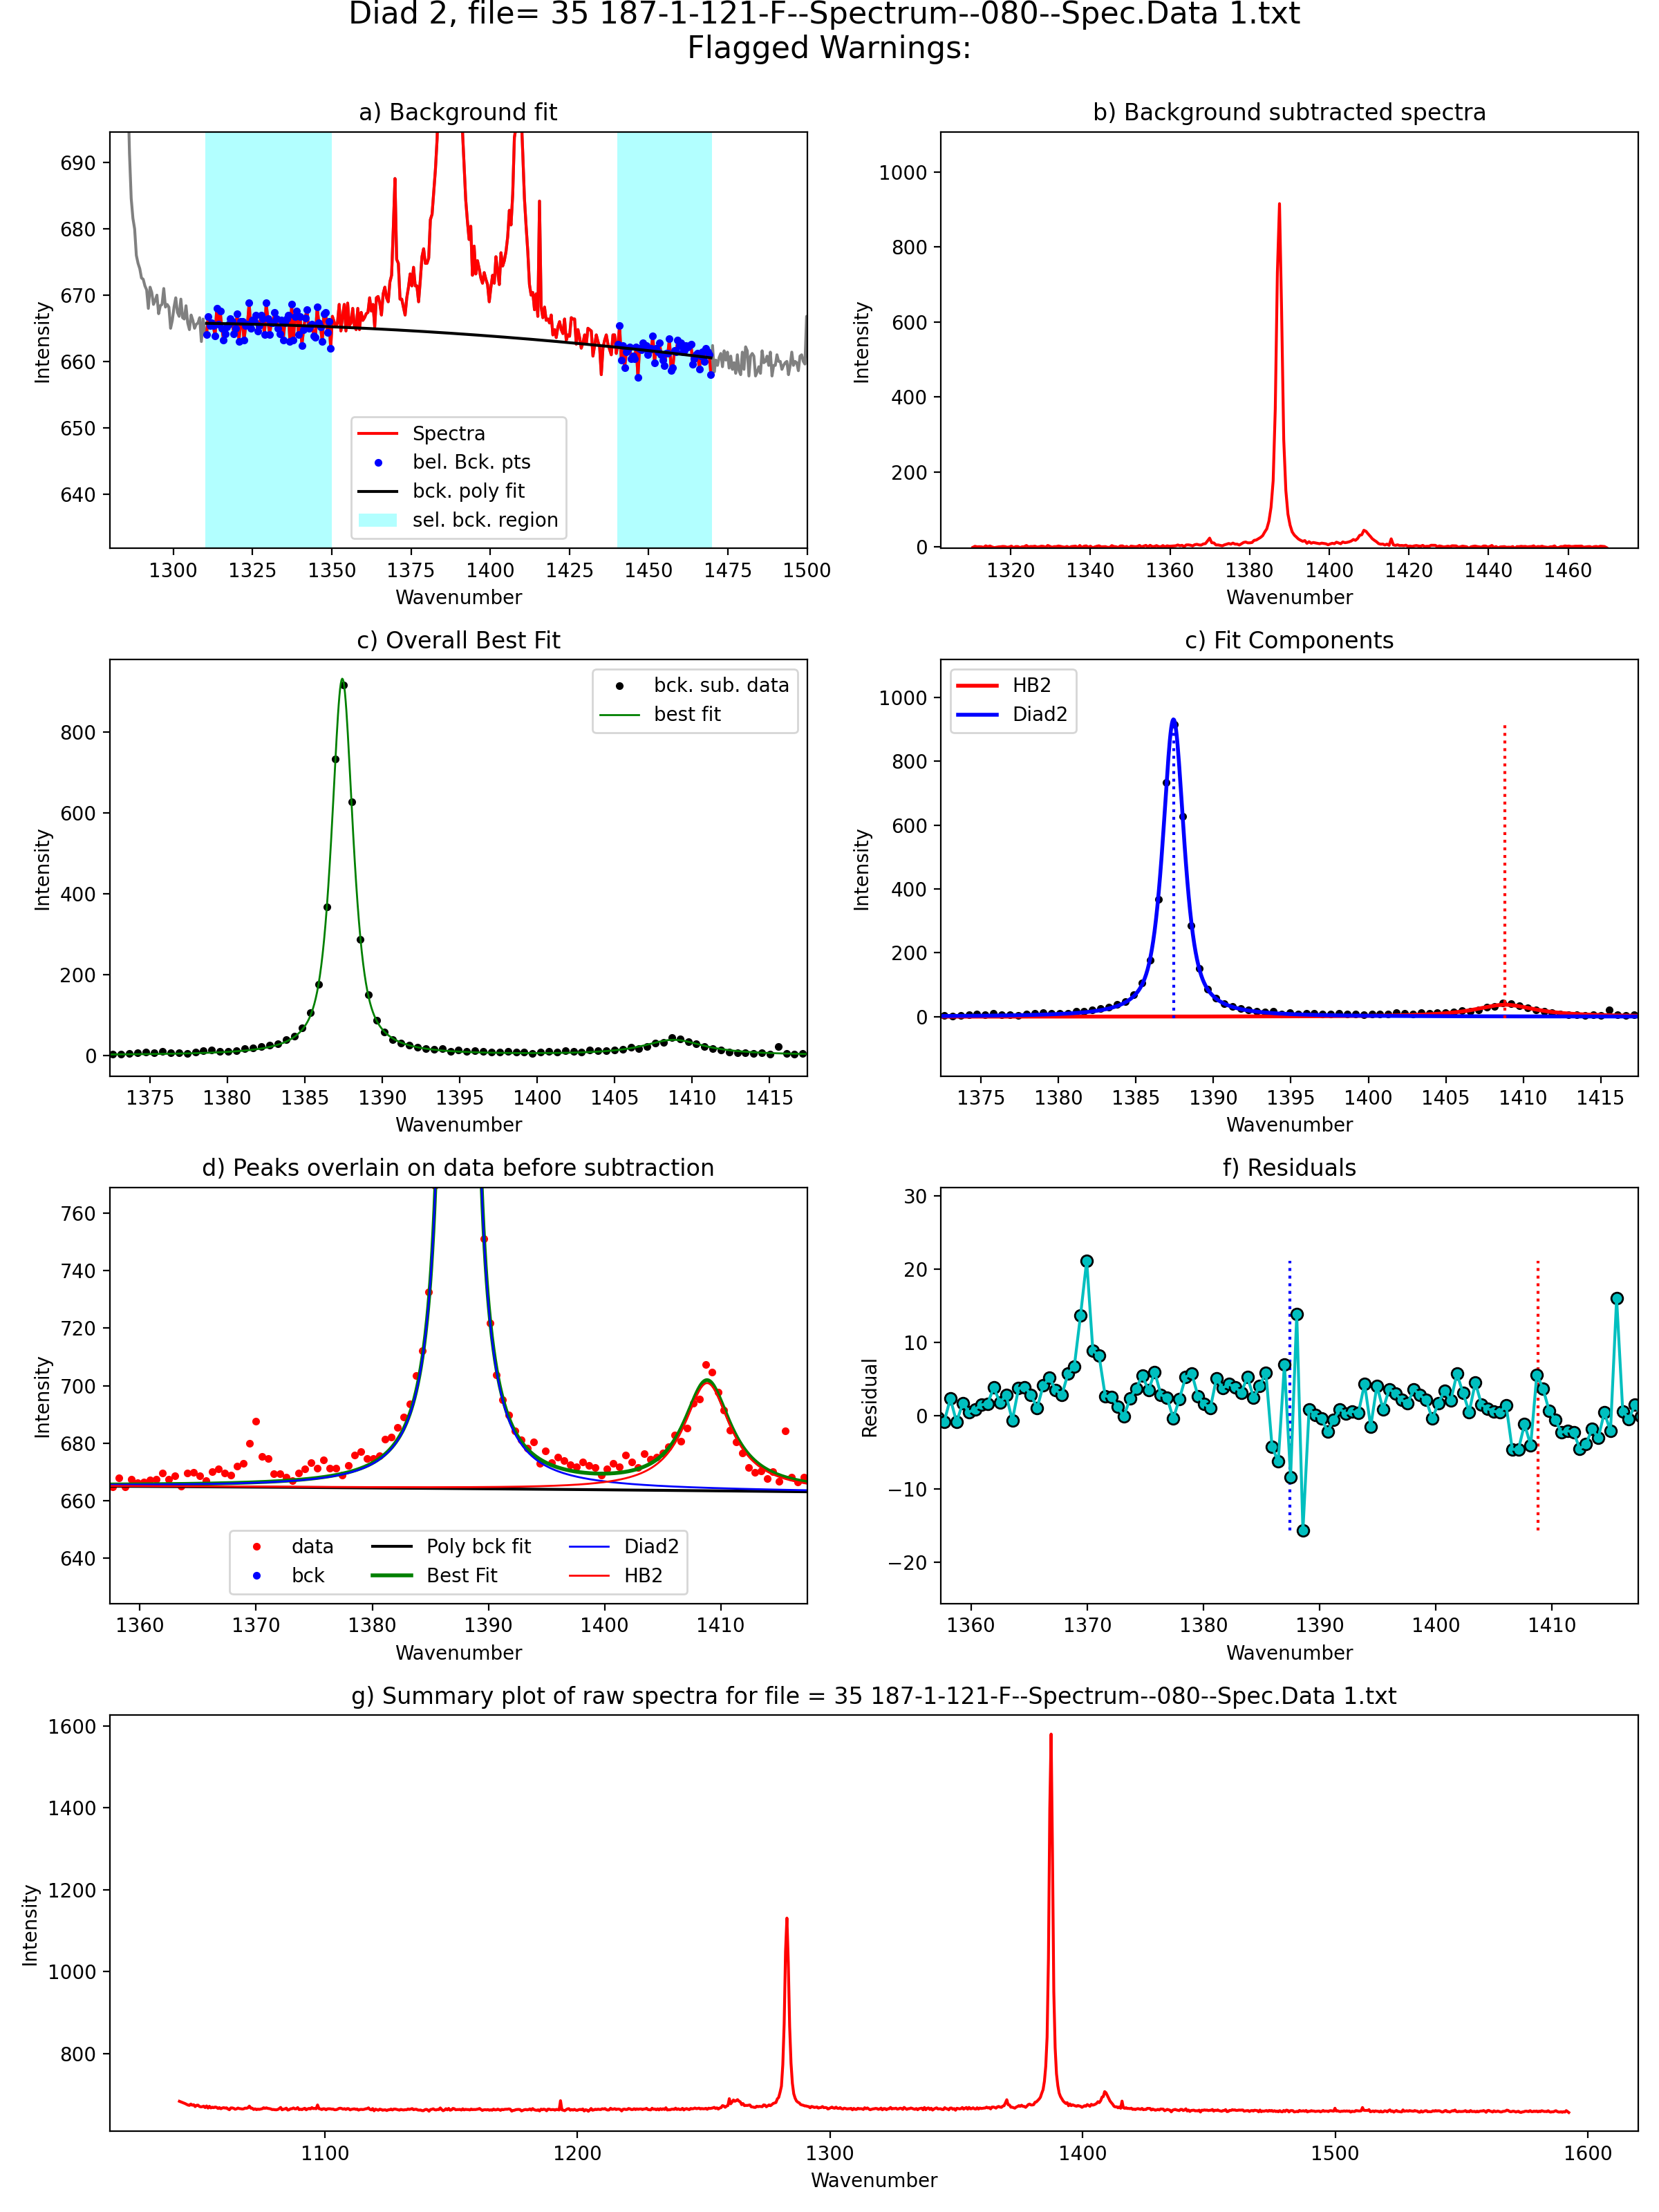 Diad 2, file= 35 187-1-121-F--Spectrum--080--Spec.Data 1.txt
Flagged Warnings:
a) Background fit
690
680
670
660
650
640
Intensity
Spectra
bel. Bck. pts
bck. poly fit
sel. bck. region
1300 1325 1350 1375 1400 1425 1450 1475 1500
Wavenumber
b) Background subtracted spectra
1000
800
600
400
200
0
Intensity
1320 1340 1360 1380 1400 1420 1440 1460
Wavenumber
c) Overall Best Fit
800
600
400
200
0
Intensity
bck. sub. data
best fit
1375 1380 1385 1390 1395 1400 1405 1410 1415
Wavenumber
c) Fit Components
1000
800
600
400
200
0
Intensity
HB2
Diad2
1375 1380 1385 1390 1395 1400 1405 1410 1415
Wavenumber
d) Peaks overlain on data before subtraction
760
740
720
700
680
660
640
Intensity
data
bck
Poly bck fit
Best Fit
Diad2
HB2
1360 1370 1380 1390 1400 1410
Wavenumber
f) Residuals
30
20
10
0
−10
−20
Residual
1360 1370 1380 1390 1400 1410
Wavenumber
g) Summary plot of raw spectra for file = 35 187-1-121-F--Spectrum--080--Spec.Data 1.txt
1600
1400
1200
1000
800
Intensity
1100 1200 1300 1400 1500 1600
Wavenumber